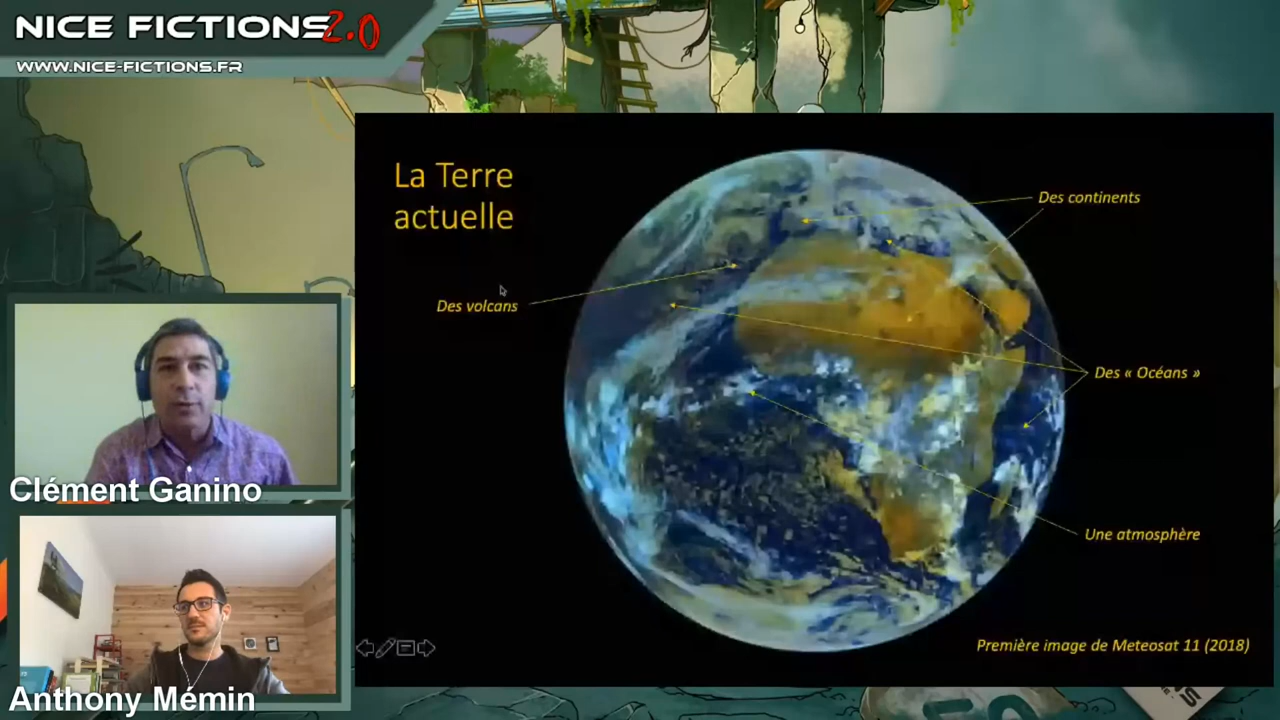 NICE FICTIONS 2.0
WWW.NICE-FICTIONS.FR
La Terre
actuelle
Des continents
Des volcans
Des « Océans »
Une atmosphère
Première image de Meteosat 11 (2018)
Clément Ganino
Anthony Mémin